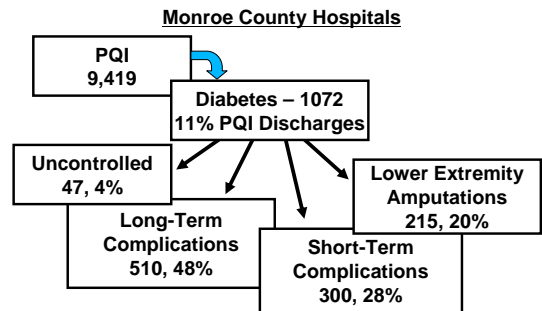 Monroe County Hospitals
PQI
9,419
Diabetes – 1072
11% PQI Discharges
Uncontrolled
47, 4%
Long-Term
Complications
510, 48%
Short-Term
Complications
300, 28%
Lower Extremity
Amputations
215, 20%